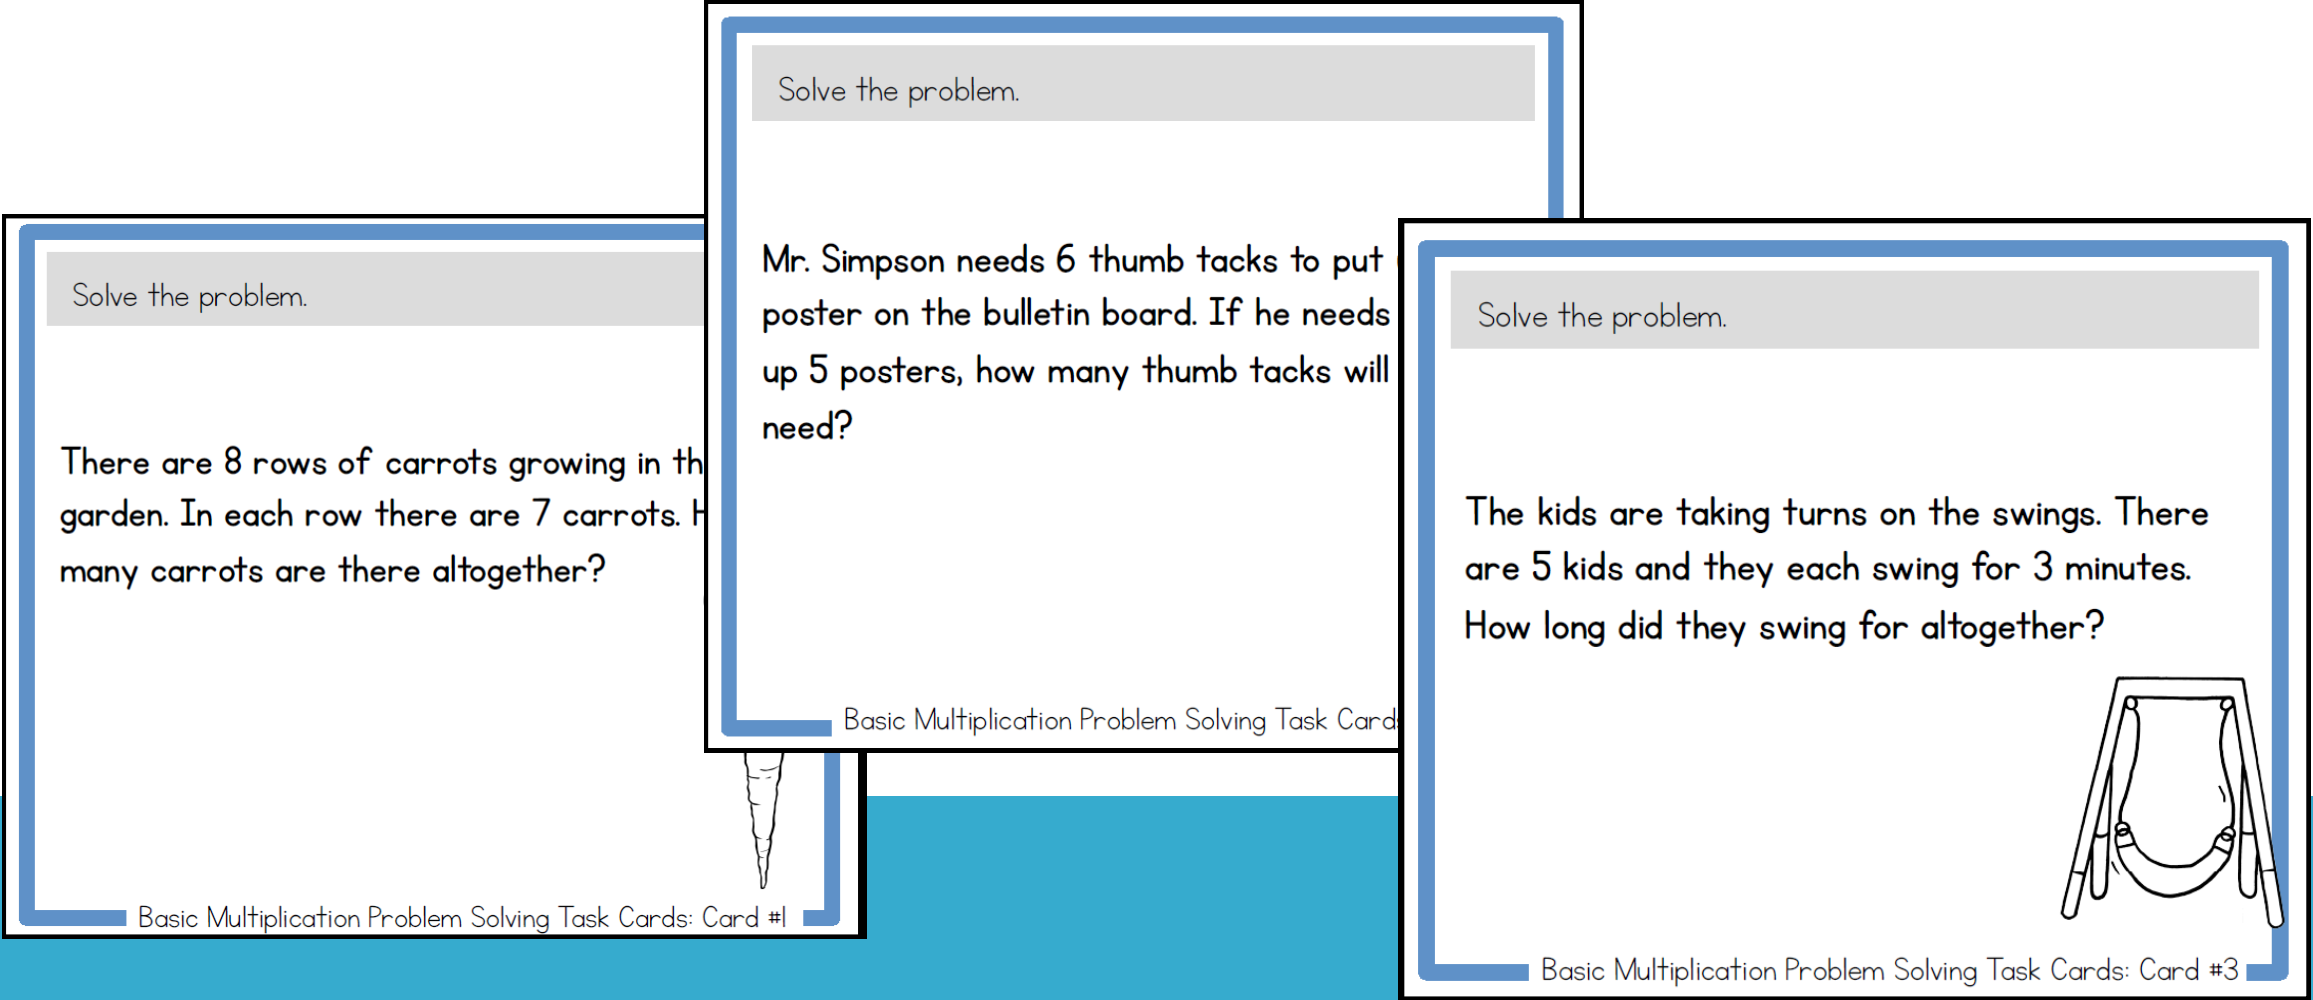 Solve the problem.
There are 8 rows of carrots growing in
garden. In each row there are 7 carrots.
many carrots are there altogether?
Basic Multiplication Problem Solving Task Cards: Card #1
Solve the problem.
Mr. Simpson needs 6 thumb tacks to put
poster on the bulletin board. If he needs
up 5 posters, how many thumb tacks will
need?
Basic Multiplication Problem Solving Task Cards
Solve the problem.
The kids are taking turns on the swings. There
are 5 kids and they each swing for 3 minutes.
How long did they swing for altogether?
Basic Multiplication Problem Solving Task Cards: Card #3